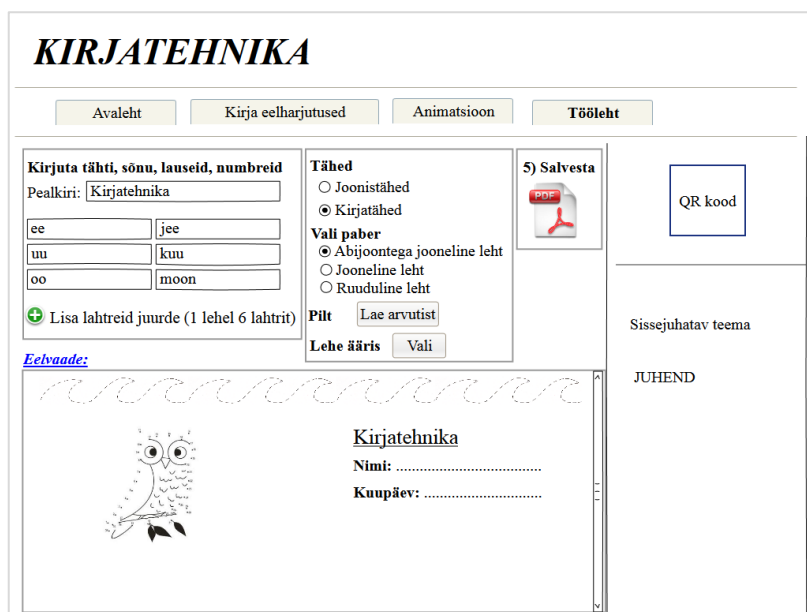 KIRJATEHNIKA
Avaleht Kirja eelharjutused Animatsioon Tööleht
Kirjuta tähti, sõnu, lauseid, numbreid
Pealkiri: Kirjatehnika
ee jee
uu kuu
oo moon
Lisa lahtreid juurde (1 lehel 6 lahtrit)
Tähed
Joonistähed
Kirjatähed
Vali paber
Abijoontega jooneline leht
Jooneline leht
Ruuduline leht
Pilt Lae arvutist
Lehe ääris Vali
5) Salvesta
PDF
QR kood
Sissejuhatav teema
JUHEND
Eelvaade:
Kirjatehnika
Nimi: .....................................
Kuupäev: ..............................